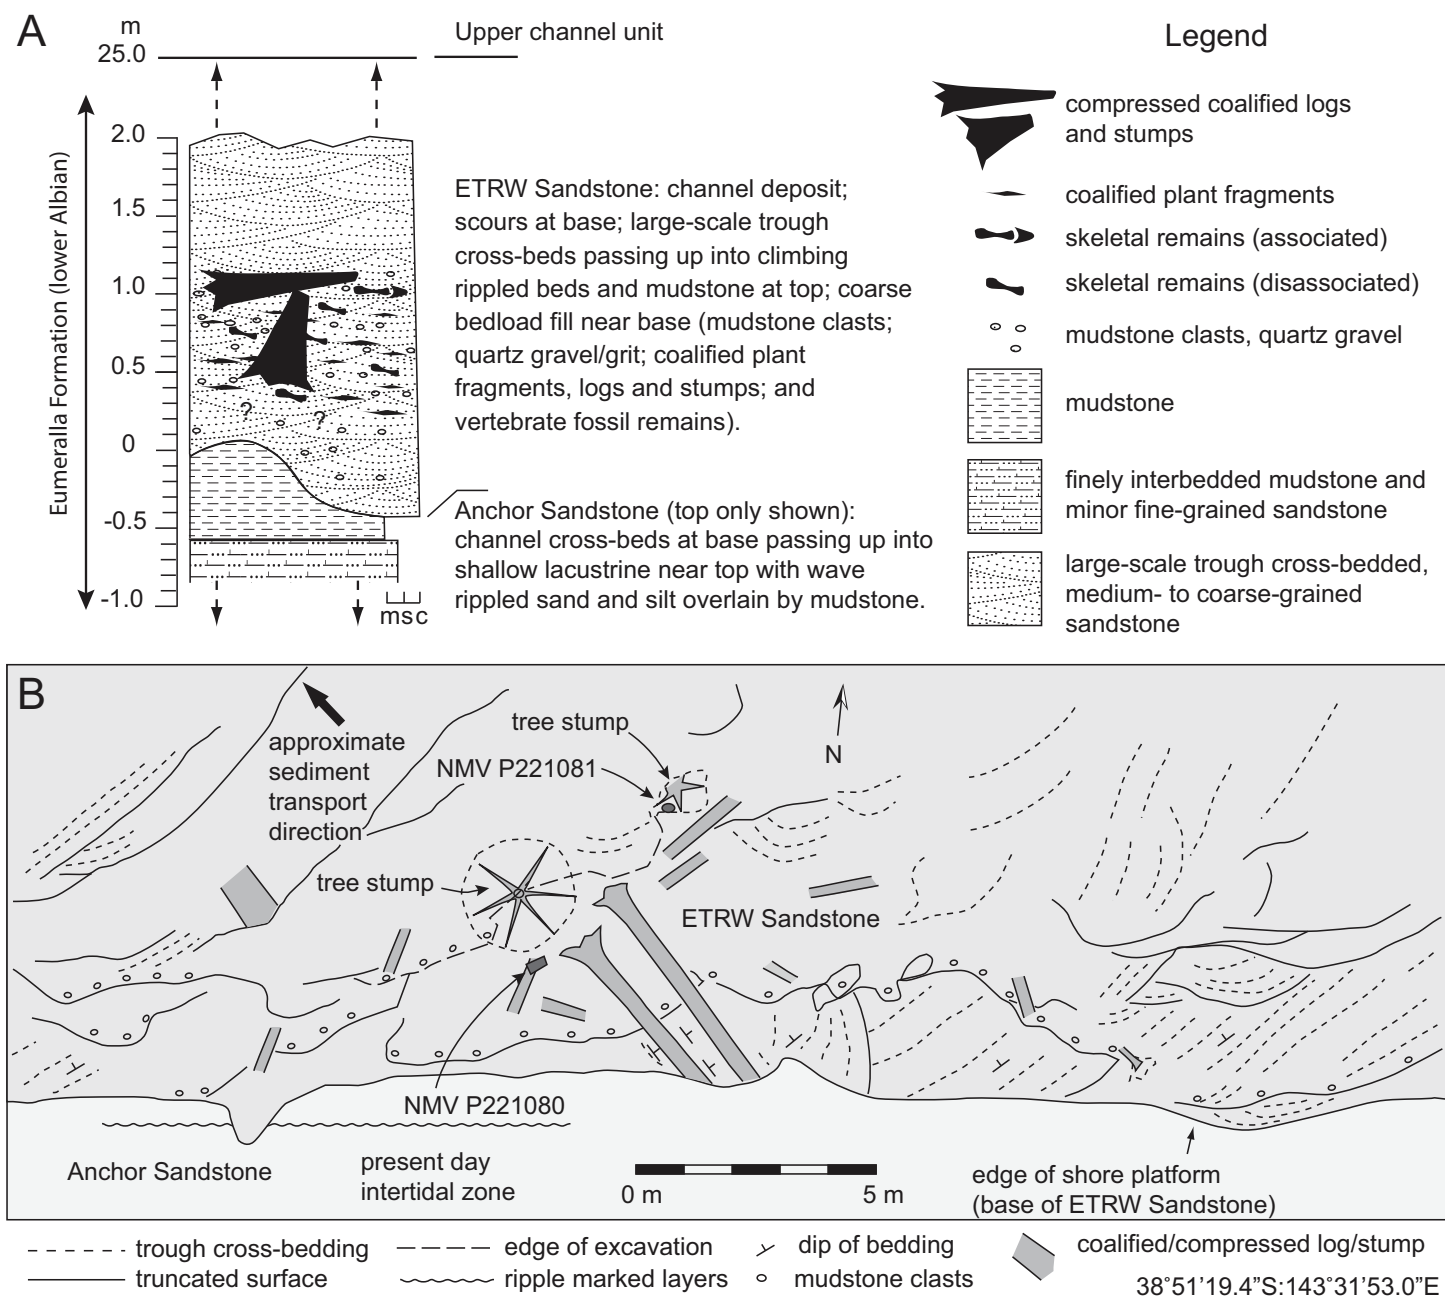 A
m
25.0
2.0
1.5
1.0
0.5
0
-0.5
-1.0
Eumeralla Formation (lower Albian)
? ?
msc
Upper channel unit
ETRW Sandstone: channel deposit;
scours at base; large-scale trough
cross-beds passing up into climbing
rippled beds and mudstone at top; coarse
bedload fill near base (mudstone clasts;
quartz gravel/grit; coalified plant
fragments, logs and stumps; and
vertebrate fossil remains).
Anchor Sandstone (top only shown):
channel cross-beds at base passing up into
shallow lacustrine near top with wave
rippled sand and silt overlain by mudstone.
Legend
compressed coalified logs
and stumps
coalified plant fragments
skeletal remains (associated)
skeletal remains (disassociated)
mudstone clasts, quartz gravel
mudstone
finely interbedded mudstone and
minor fine-grained sandstone
large-scale trough cross-bedded,
medium- to coarse-grained
sandstone
B
approximate
sediment
transport
direction
tree stump
NMV P221081
N
tree stump
ETRW Sandstone
NMV P221080
Anchor Sandstone
present day
intertidal zone
0 m
5 m
edge of shore platform
(base of ETRW Sandstone)
trough cross-bedding
truncated surface
edge of excavation
ripple marked layers
dip of bedding
mudstone clasts
coalified/compressed log/stump
38°51’19.4”S:143°31’53.0”E